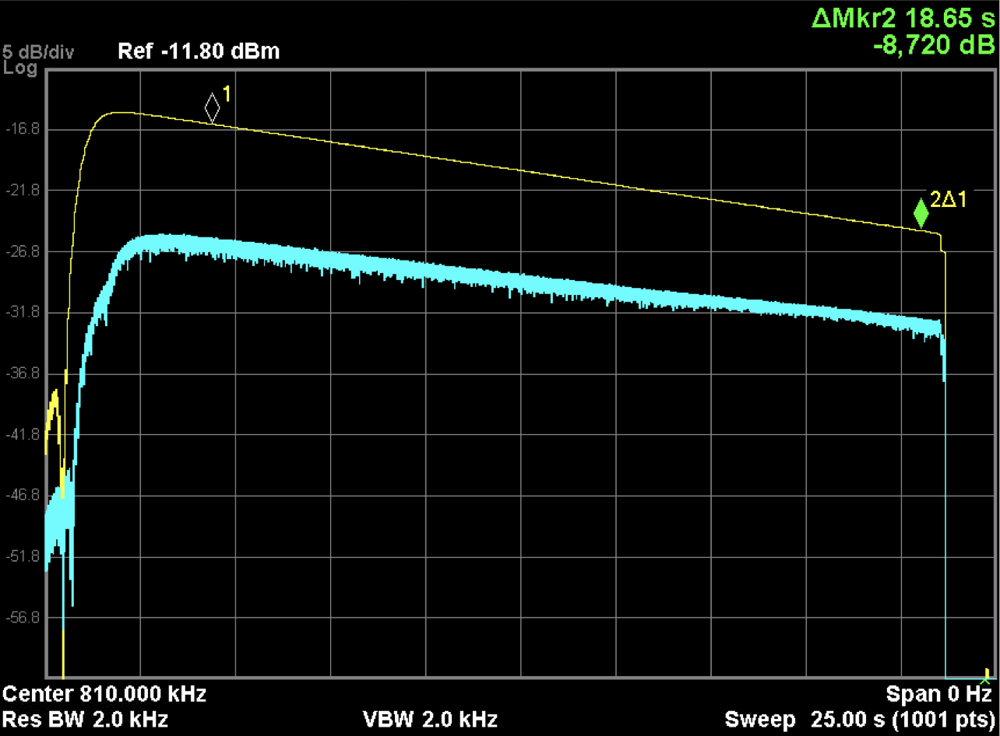 ΔMkr2 18.65 s
-8,720 dB
5 dB/div
Ref -11.80 dBm
Log
1
-16.8
-21.8
2Δ1
-26.8
-31.8
-36.8
-41.8
-46.8
-51.8
-56.8
Center 810.000 kHz
Span 0 Hz
Res BW 2.0 kHz
VBW 2.0 kHz
Sweep 25.00 s (1001 pts)